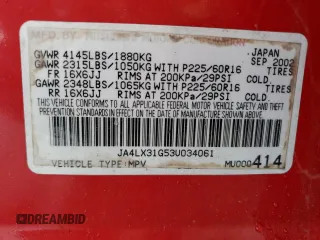 JAPAN
GVWR 4145LBS/1880KG SEP 2002
GAWR 2315LBS/1050KG WITH P225/60R16 TIRES
FR 16X6JJ RIMS AT 200KPA/29PSI COLD
GAWR 2348LBS/1065KG WITH P225/60R16 TIRES
RR 16X6JJ RIMS AT 200KPA/29PSI COLD
THIS VEHICLE CONFORMS TO ALL APPLICABLE
FEDERAL MOTOR VEHICLE SAFETY, BUMPER AND
THEFT PREVENTION STANDARDS IN EFFECT ON THE
DATE OF MANUFACTURE SHOWN ABOVE.
JA4LX31G53U034061
VEHICLE TYPE: MPV 414
DREAMBID